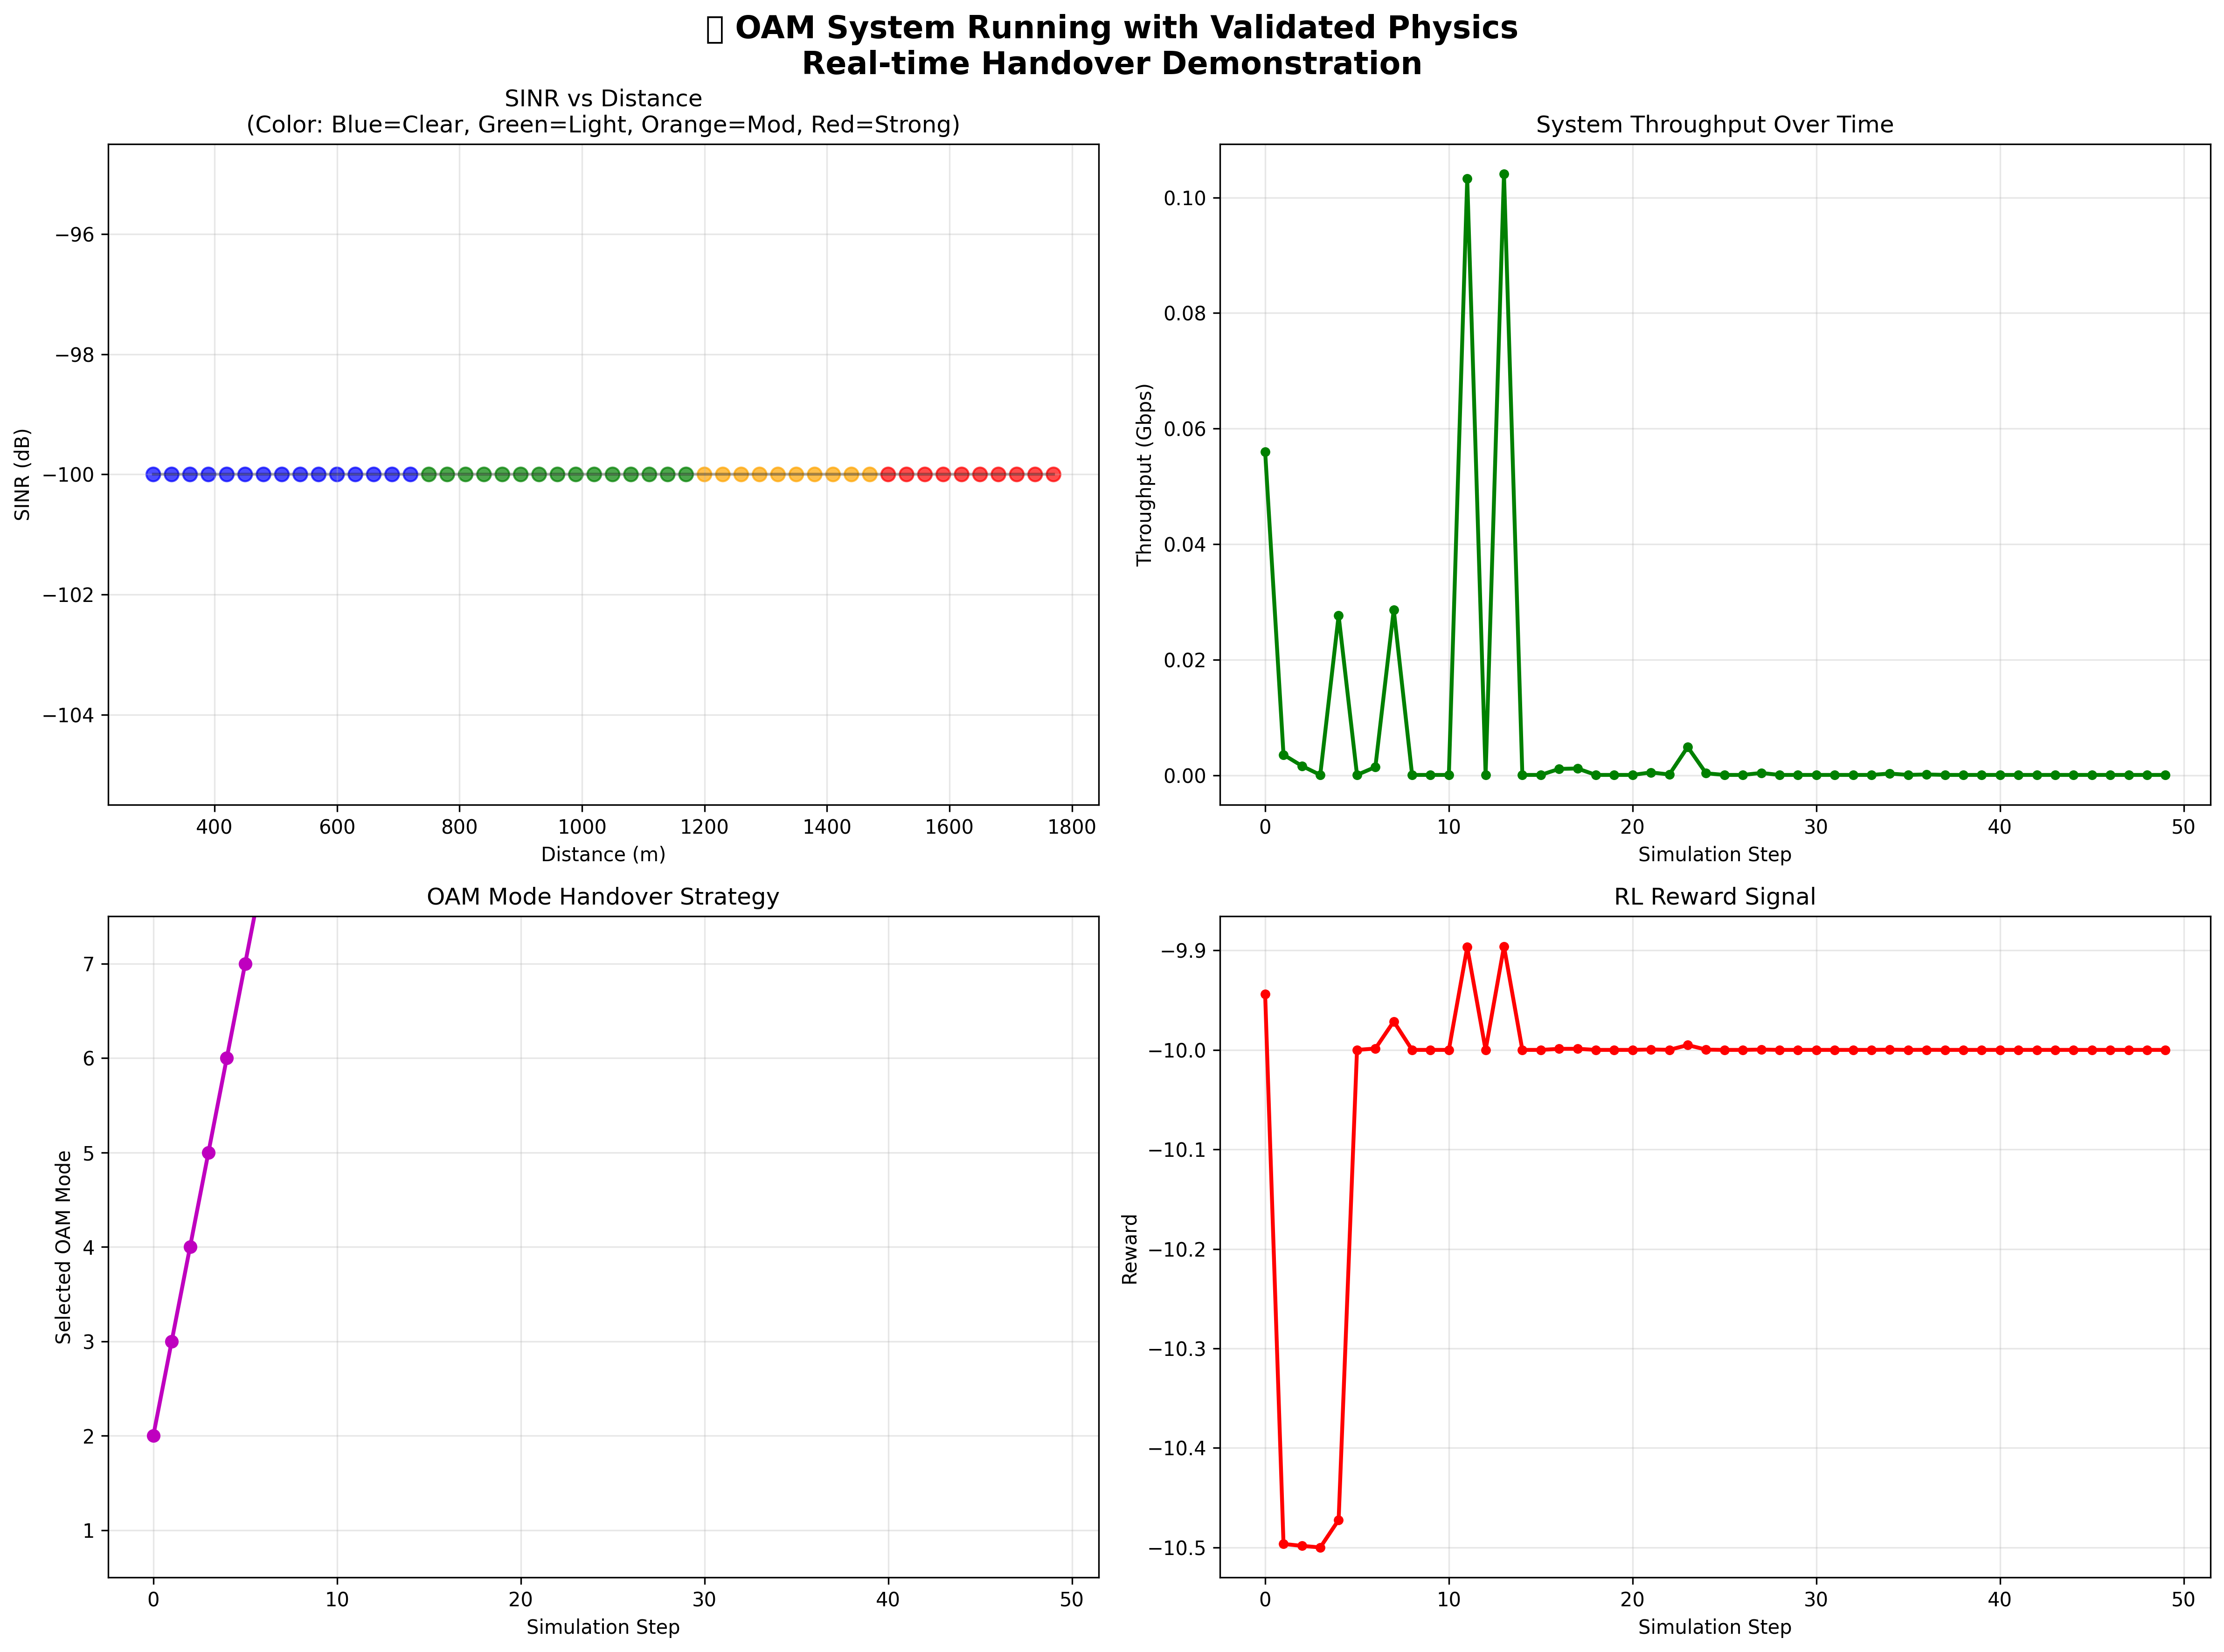 OAM System Running with Validated Physics
Real-time Handover Demonstration
SINR vs Distance
(Color: Blue=Clear, Green=Light, Orange=Mod, Red=Strong)
SINR (dB)
−96
−98
−100
−102
−104
400 600 800 1000 1200 1400 1600 1800
Distance (m)
System Throughput Over Time
Throughput (Gbps)
0.10
0.08
0.06
0.04
0.02
0.00
0 10 20 30 40 50
Simulation Step
OAM Mode Handover Strategy
Selected OAM Mode
7
6
5
4
3
2
1
0 10 20 30 40 50
Simulation Step
RL Reward Signal
Reward
−9.9
−10.0
−10.1
−10.2
−10.3
−10.4
−10.5
0 10 20 30 40 50
Simulation Step